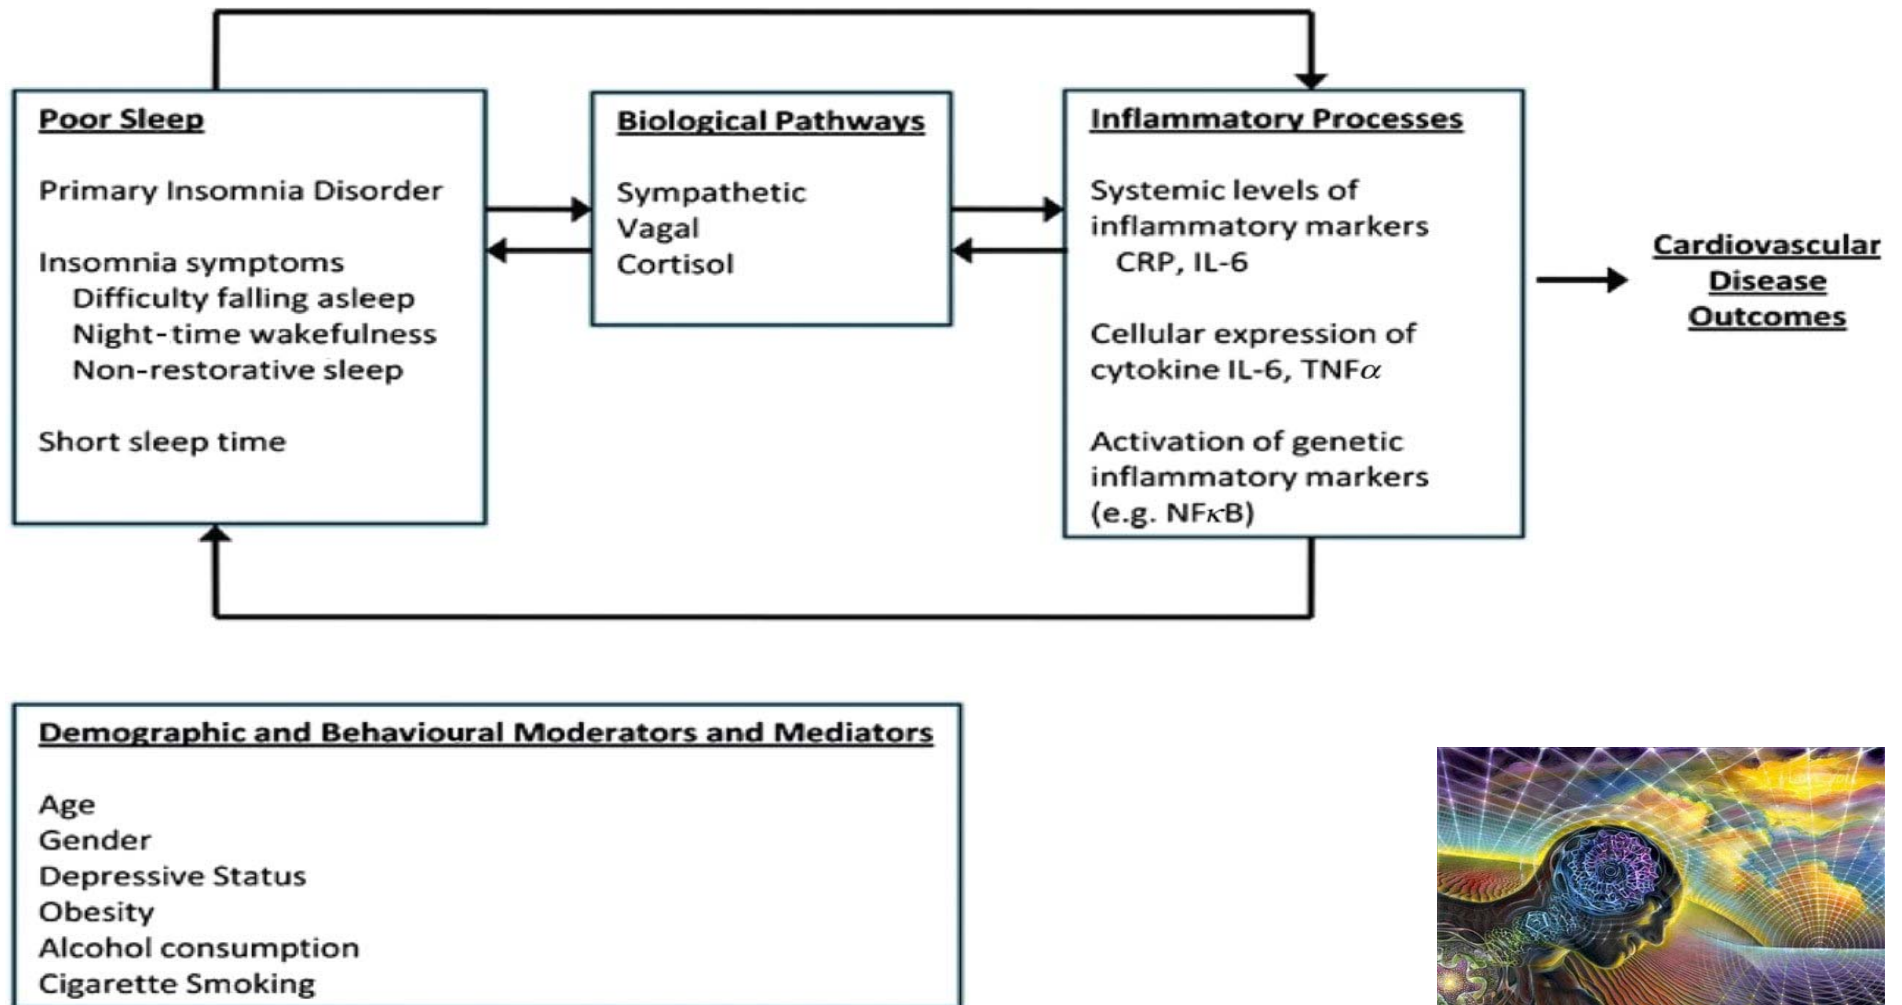 Poor Sleep
Primary Insomnia Disorder
Insomnia symptoms
Difficulty falling asleep
Night-time wakefulness
Non-restorative sleep
Short sleep time
Biological Pathways
Sympathetic
Vagal
Cortisol
Inflammatory Processes
Systemic levels of
inflammatory markers
CRP, IL-6
Cellular expression of
cytokine IL-6, TNFα
Activation of genetic
inflammatory markers
(e.g. NFκB)
Cardiovascular
Disease
Outcomes
Demographic and Behavioural Moderators and Mediators
Age
Gender
Depressive Status
Obesity
Alcohol consumption
Cigarette Smoking